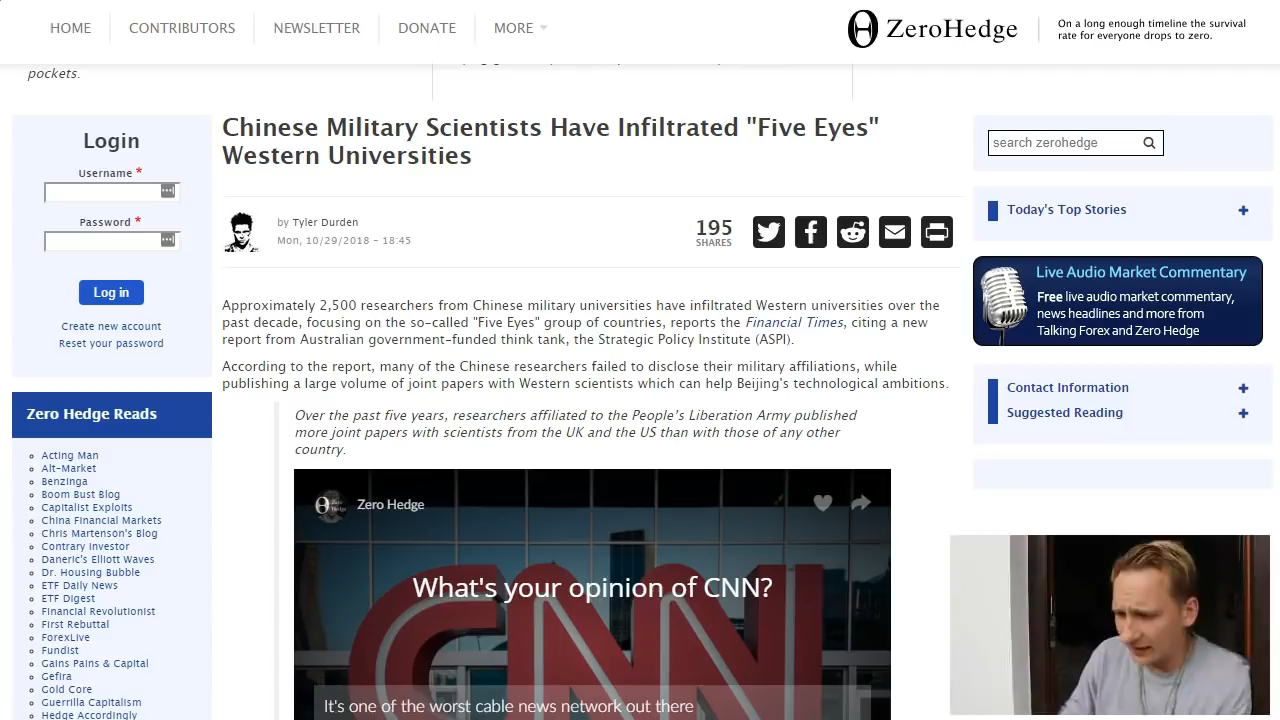 HOME
CONTRIBUTORS
NEWSLETTER
DONATE
MORE
ZeroHedge
On a long enough timeline the survival
rate for everyone drops to zero.
pockets.
Login
Username *
Password *
Log in
Create new account
Reset your password
Zero Hedge Reads
Acting Man
Alt-Market
Benzinga
Boom Bust Blog
Capitalist Exploits
China Financial Markets
Chris Martenson's Blog
Contrary Investor
Daneric's Elliott Waves
Dr. Housing Bubble
ETF Daily News
ETF Digest
Financial Revolutionist
First Rebuttal
ForexLive
Fundist
Gains Pains & Capital
Gefira
Gold Core
Guerrilla Capitalism
Hedge Accordingly
Chinese Military Scientists Have Infiltrated "Five Eyes"
Western Universities
by Tyler Durden
Mon, 10/29/2018 - 18:45
195
SHARES
Approximately 2,500 researchers from Chinese military universities have infiltrated Western universities over the
past decade, focusing on the so-called "Five Eyes" group of countries, reports the Financial Times, citing a new
report from Australian government-funded think tank, the Strategic Policy Institute (ASPI).
According to the report, many of the Chinese researchers failed to disclose their military affiliations, while
publishing a large volume of joint papers with Western scientists which can help Beijing's technological ambitions.
Over the past five years, researchers affiliated to the People's Liberation Army published
more joint papers with scientists from the UK and the US than with those of any other
country.
Zero Hedge
What's your opinion of CNN?
CNN
It's one of the worst cable news network out there
search zerohedge
Today's Top Stories
Live Audio Market Commentary
Free live audio market commentary,
news headlines and more from
Talking Forex and Zero Hedge
Contact Information
Suggested Reading